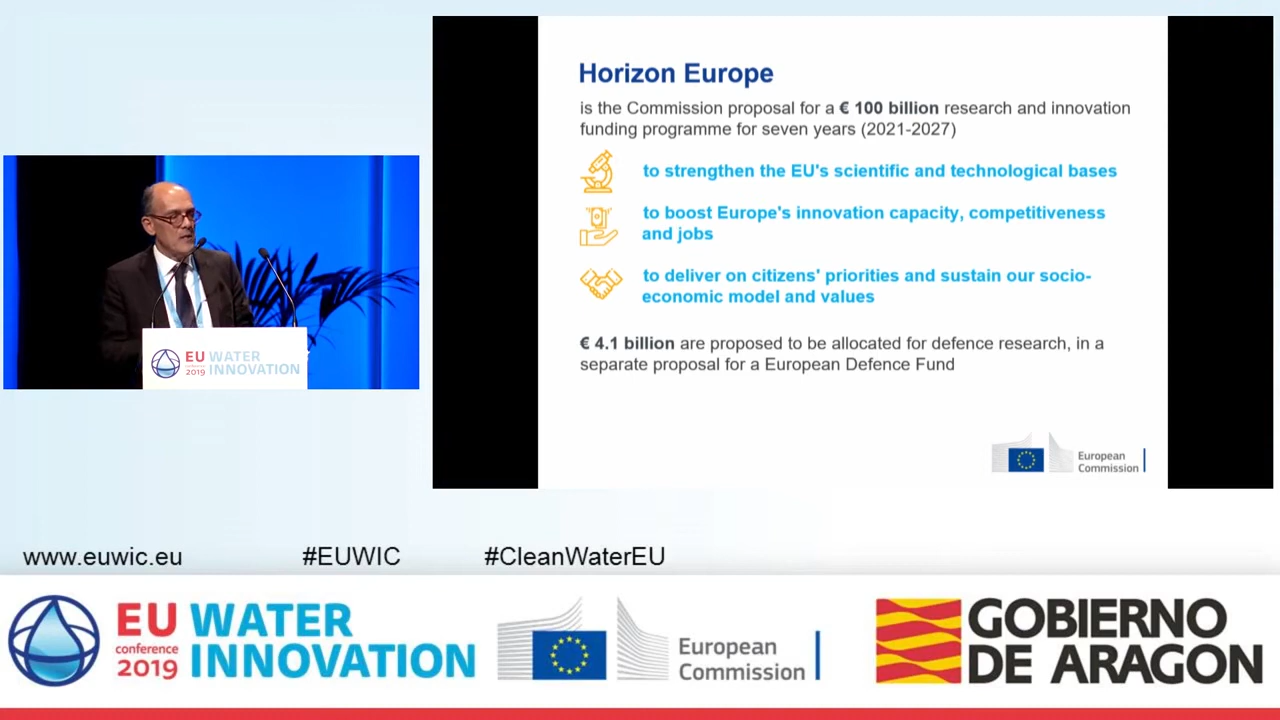 Horizon Europe
is the Commission proposal for a € 100 billion research and innovation
funding programme for seven years (2021-2027)
to strengthen the EU's scientific and technological bases
to boost Europe's innovation capacity, competitiveness
and jobs
to deliver on citizens' priorities and sustain our socio-
economic model and values
€ 4.1 billion are proposed to be allocated for defence research, in a
separate proposal for a European Defence Fund
European
Commission
EU WATER
conference
2019 INNOVATION
www.euwic.eu #EUWIC #CleanWaterEU
EU WATER
conference
2019 INNOVATION
European
Commission
GOBIERNO
DE ARAGON